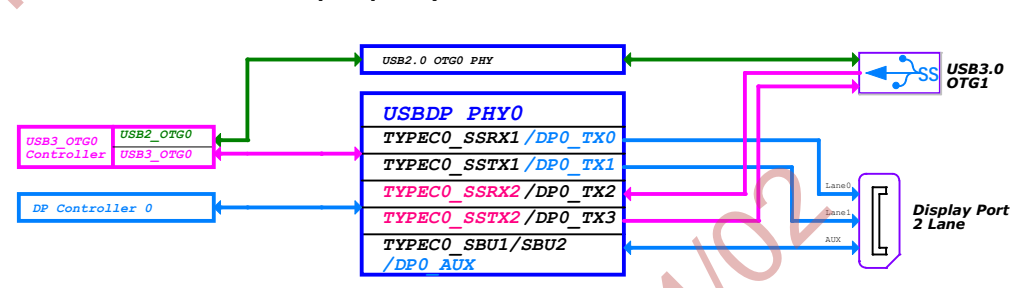 USB2.0 OTG0 PHY
SS
USB3.0
OTG1
USBDP PHY0
USB3_OTG0
Controller
USB2_OTG0
USB3_OTG0
TYPEC0_SSRX1/DP0_TX0
TYPEC0_SSTX1/DP0_TX1
TYPEC0_SSRX2/DP0_TX2
TYPEC0_SSTX2/DP0_TX3
TYPEC0_SBU1/SBU2
/DP0_AUX
DP Controller 0
Lane0
Lane1
AUX
Display Port
2 Lane
/02